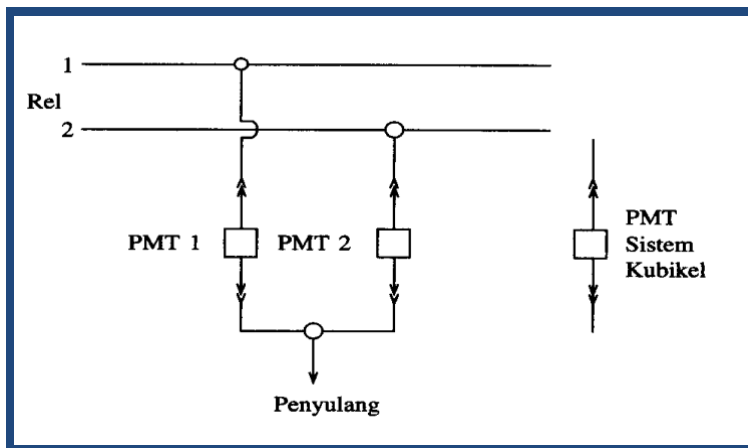 1
Rel
2
PMT 1
PMT 2
PMT
Sistem
Kubikel
Penyulang